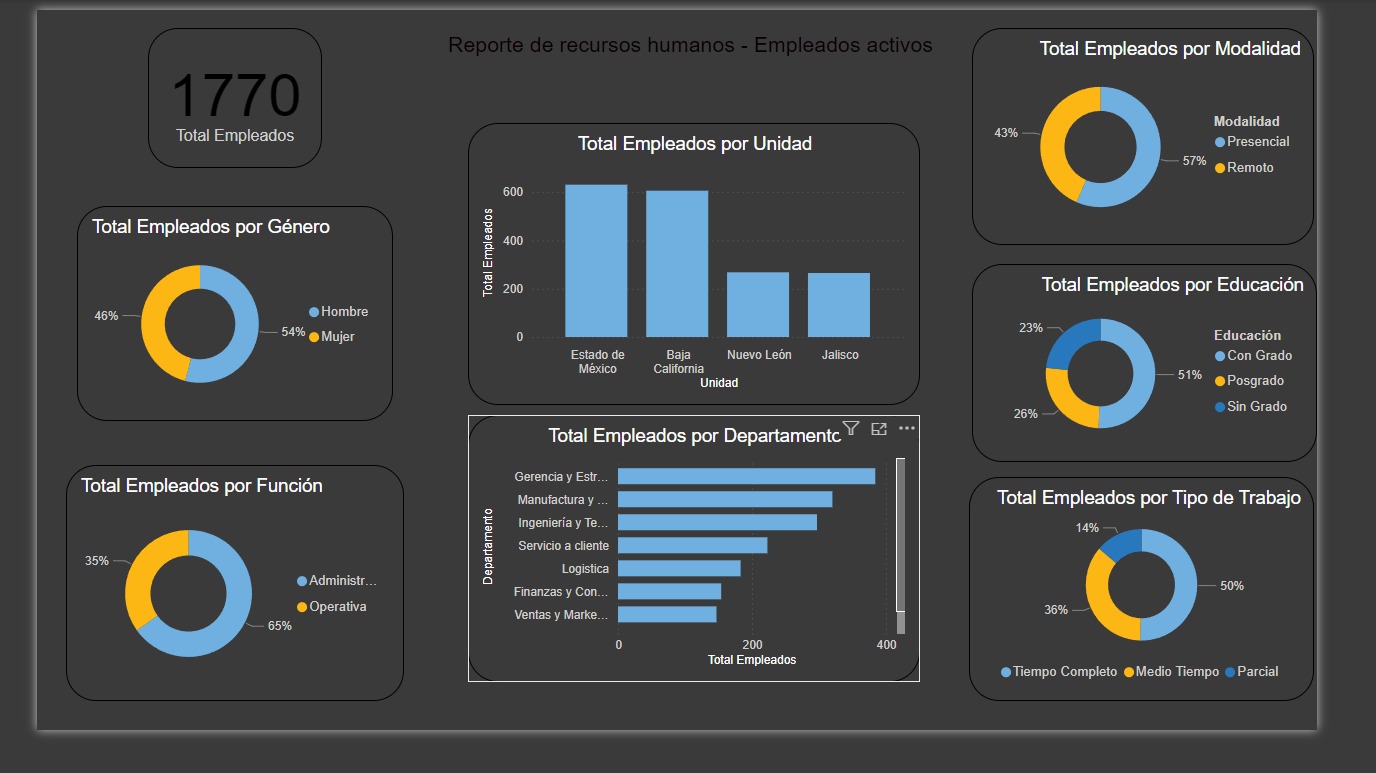 1770
Total Empleados
Reporte de recursos humanos - Empleados activos
Total Empleados por Género
46%
54%
Hombre
Mujer
Total Empleados por Función
35%
65%
Administr...
Operativa
Total Empleados por Unidad
Total Empleados
600
400
200
0
Estado de
México
Baja
California
Nuevo León
Jalisco
Unidad
Total Empleados por Departamento
Departamento
Gerencia y Estr...
Manufactura y ...
Ingeniería y Te...
Servicio a cliente
Logistica
Finanzas y Con...
Ventas y Marke...
0
200
400
Total Empleados
Total Empleados por Modalidad
43%
57%
Modalidad
Presencial
Remoto
Total Empleados por Educación
23%
51%
26%
Educación
Con Grado
Posgrado
Sin Grado
Total Empleados por Tipo de Trabajo
14%
50%
36%
Tiempo Completo
Medio Tiempo
Parcial